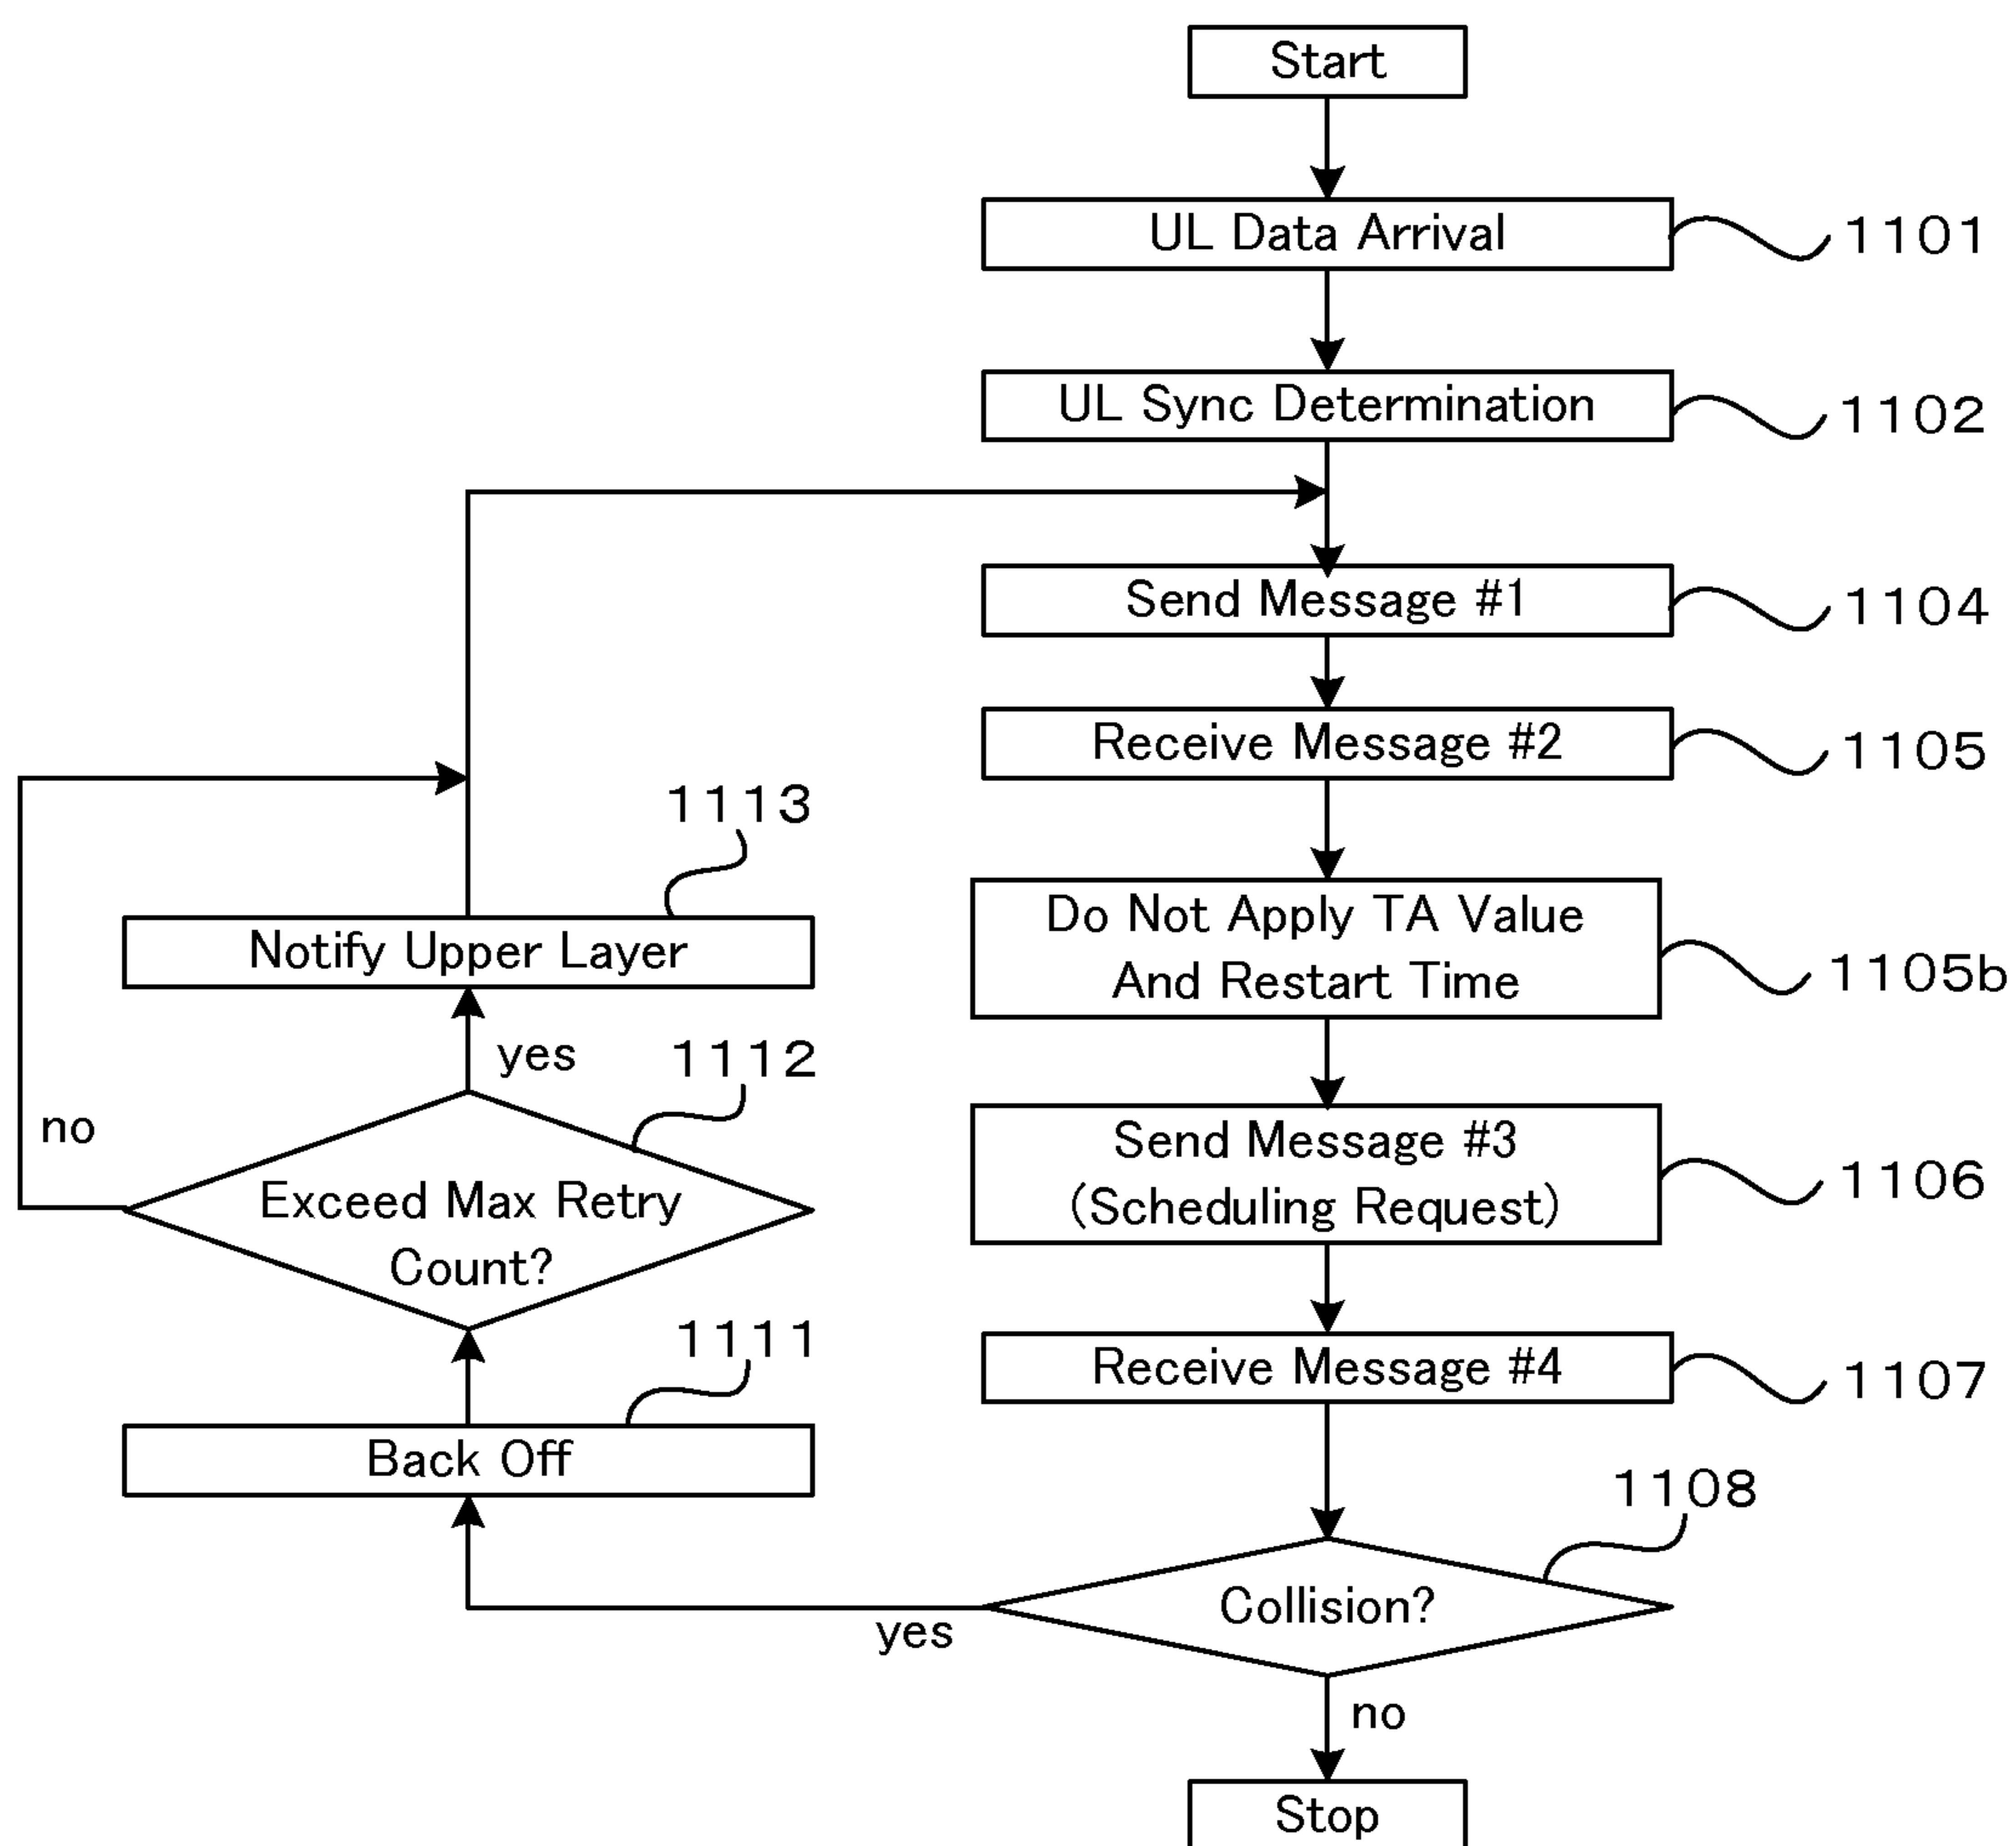 Start
UL Data Arrival
1101
UL Sync Determination
1102
Send Message #1
1104
Receive Message #2
1105
1113
Do Not Apply TA Value
And Restart Time
1105b
Notify Upper Layer
yes
1112
no
Exceed Max Retry
Count?
Send Message #3
(Scheduling Request)
1106
1111
Receive Message #4
1107
Back Off
1108
Collision?
yes
no
Stop